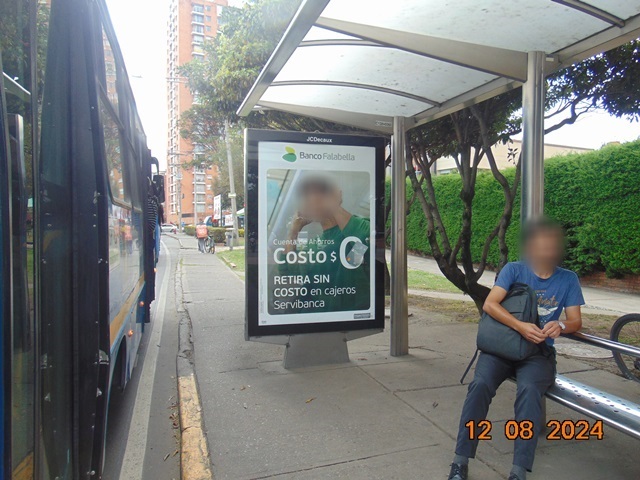 JCDecaux
Banco Falabella
Cuenta de Ahorros
Costo $0
RETIRA SIN
COSTO en cajeros
Servibanca
12 08 2024